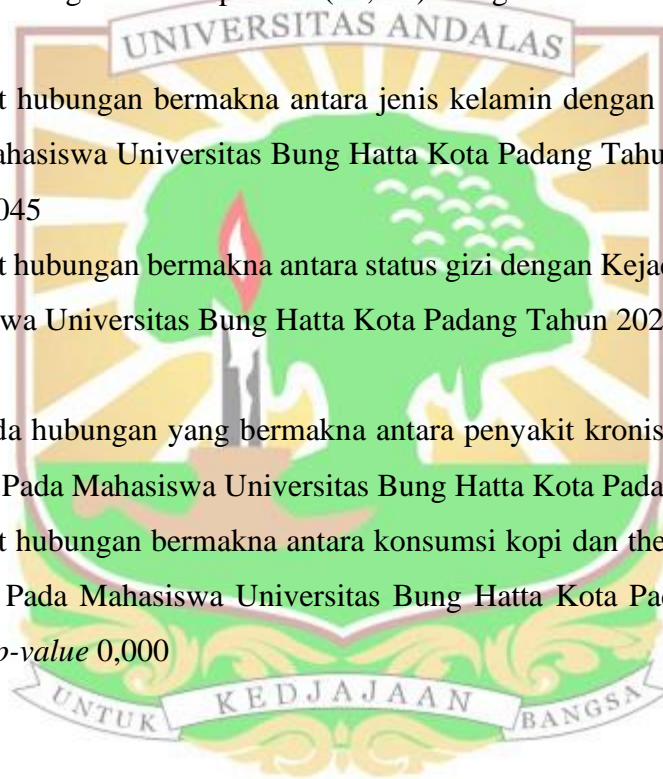 UNIVERSITAS ANDALAS
t hubungan bermakna antara jenis kelamin dengan
ahasiswa Universitas Bung Hatta Kota Padang Tahu
045
t hubungan bermakna antara status gizi dengan Kejad
wa Universitas Bung Hatta Kota Padang Tahun 202
da hubungan yang bermakna antara penyakit kronis
Pada Mahasiswa Universitas Bung Hatta Kota Pada
t hubungan bermakna antara konsumsi kopi dan the
Pada Mahasiswa Universitas Bung Hatta Kota Pad
p-value 0,000
UNTUK KEDJAJAAN BANGSA